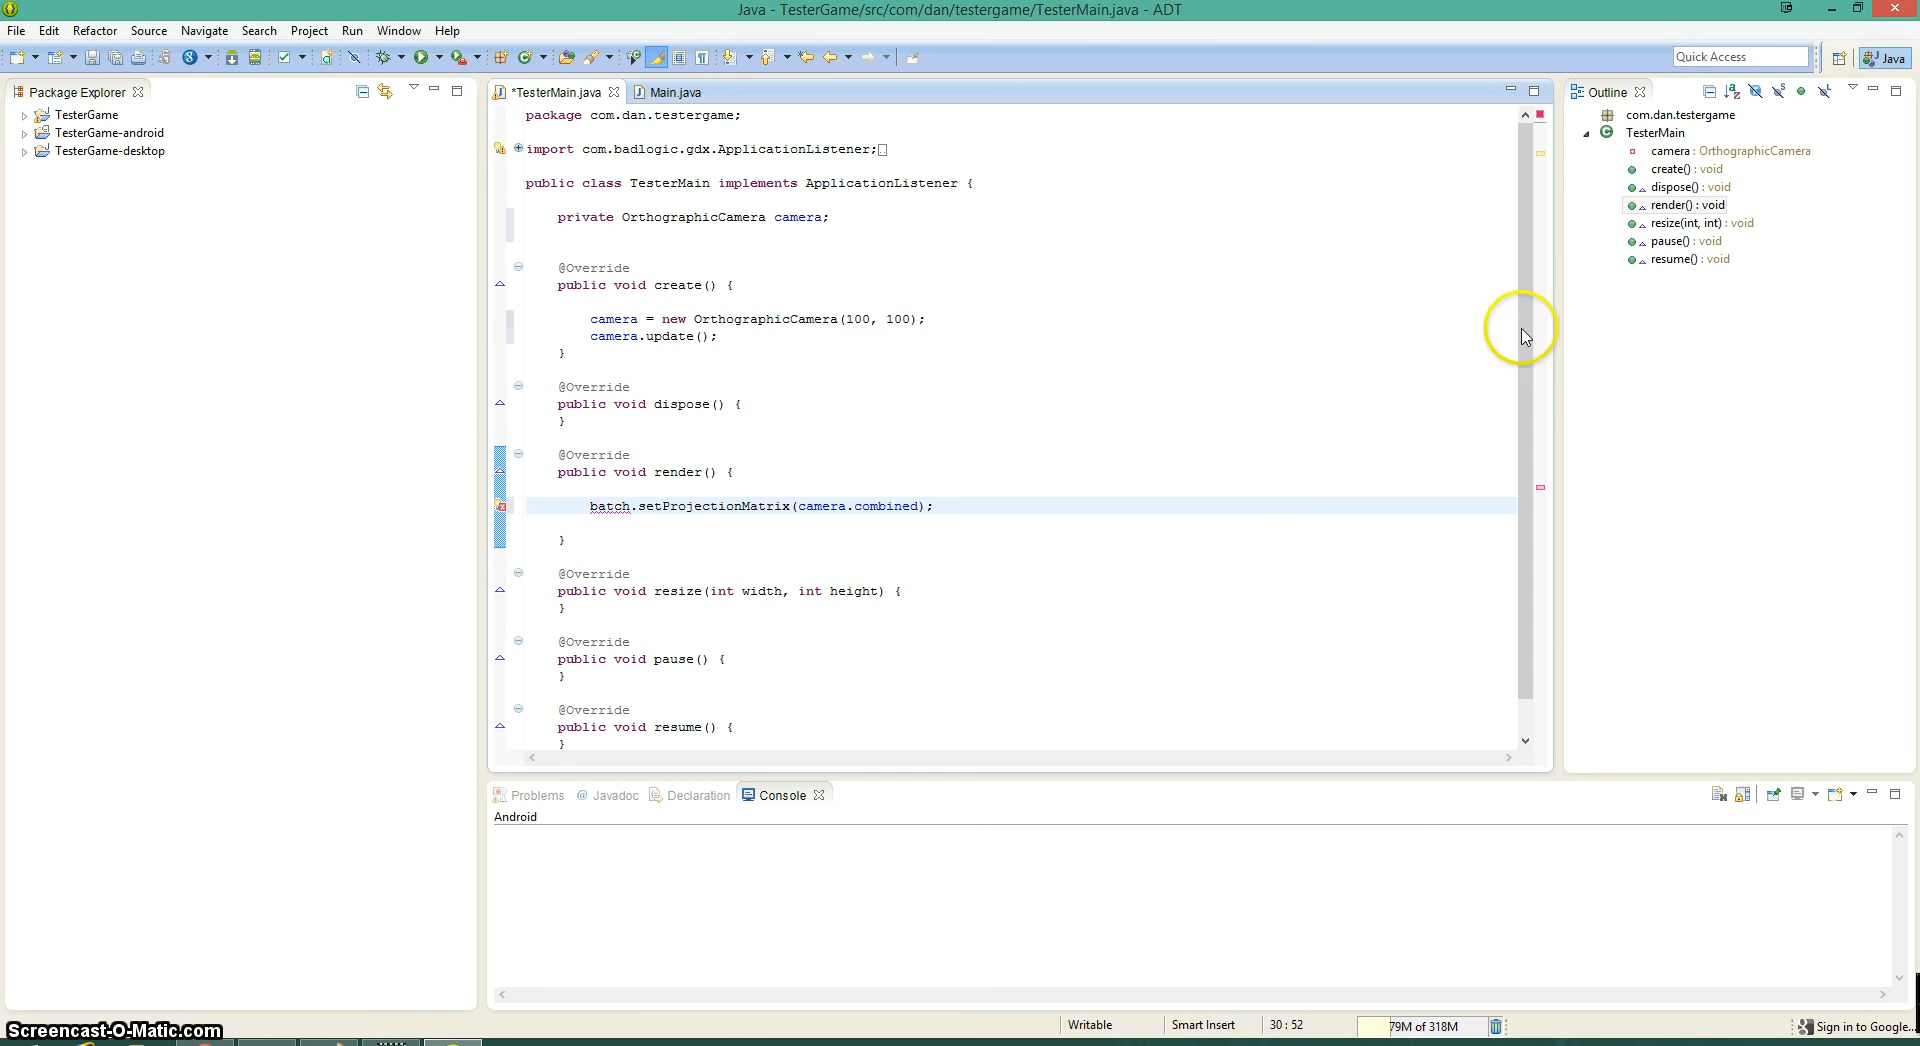 Java - TesterGame/src/com/dan/testergame/TesterMain.java - ADT
File Edit Refactor Source Navigate Search Project Run Window Help
Quick Access
Java
Package Explorer
TesterGame
TesterGame-android
TesterGame-desktop
*TesterMain.java
Main.java
package com.dan.testergame;
import com.badlogic.gdx.ApplicationListener;
public class TesterMain implements ApplicationListener {
private OrthographicCamera camera;
@Override
public void create() {
camera = new OrthographicCamera(100, 100);
camera.update();
}
@Override
public void dispose() {
}
@Override
public void render() {
batch.setProjectionMatrix(camera.combined);
}
@Override
public void resize(int width, int height) {
}
@Override
public void pause() {
}
@Override
public void resume() {
}
Outline
com.dan.testergame
TesterMain
camera : OrthographicCamera
create() : void
dispose() : void
render() : void
resize(int, int) : void
pause() : void
resume() : void
Problems @ Javadoc Declaration Console
Android
Writable
Smart Insert
30 : 52
79M of 318M
Sign in to Google...
Screencast-O-Matic.com